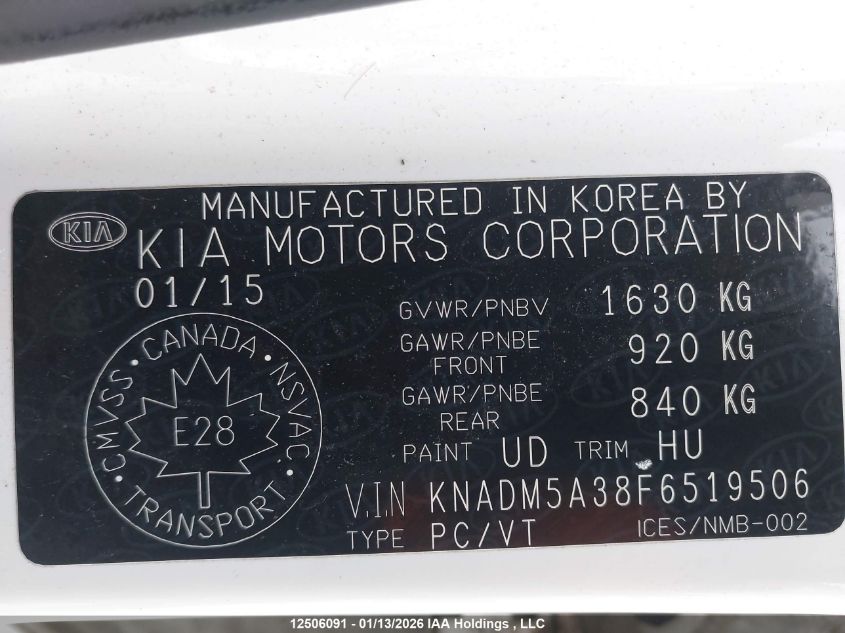 MANUFACTURED IN KOREA BY
KIA
KIA MOTORS CORPORATION
01/15
GVWR/PNBV 1630 KG
GAWR/PNBE FRONT 920 KG
GAWR/PNBE REAR 840 KG
PAINT UD TRIM HU
CANADA · NSVAC · TRANSPORT · CMVSS
E28
V.I.N KNADM5A38F6519506
TYPE PC/VT ICES/NMB-002
12506091 - 01/13/2026 IAA Holdings , LLC